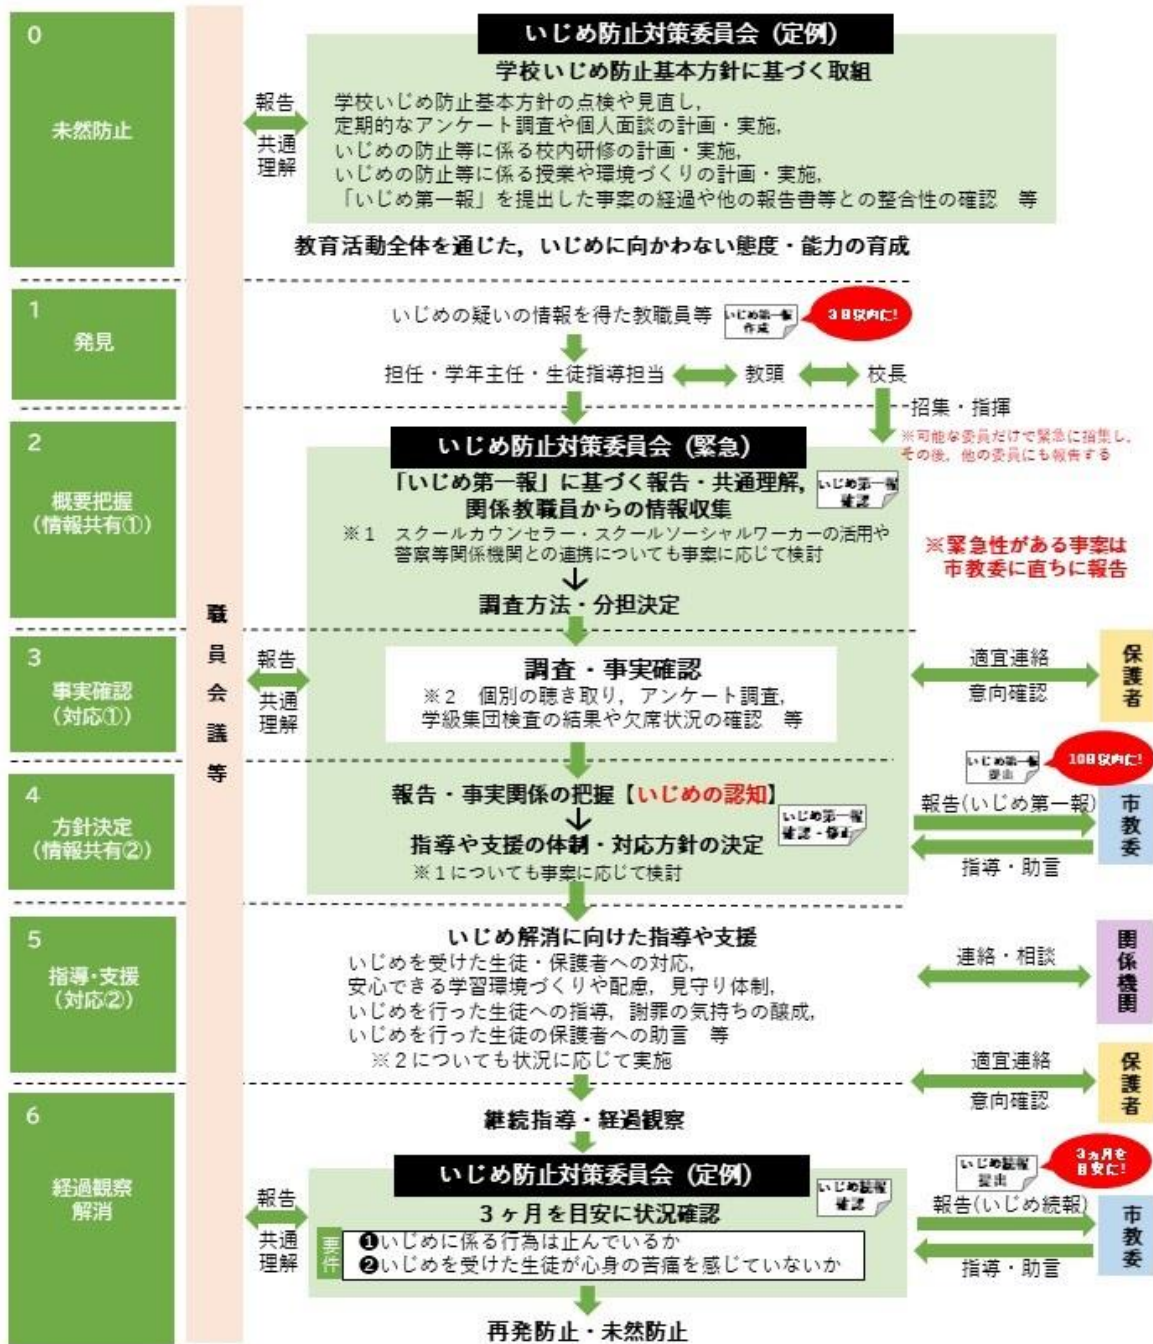 0
未然防止
報告
共通
理解
いじめ防止対策委員会（定例）
学校いじめ防止基本方針に基づく取組
学校いじめ防止基本方針の点検や見直し，
定期的なアンケート調査や個人面談の計画・実施，
いじめの防止等に係る校内研修の計画・実施，
いじめの防止等に係る授業や環境づくりの計画・実施，
「いじめ第一報」を提出した事案の経過や他の報告書等との整合性の確認　等
教育活動全体を通じた，いじめに向かわない態度・能力の育成
職員会議等
1
発見
いじめの疑いの情報を得た教職員等
いじめ第一報
作成
3日以内に！
担任・学年主任・生徒指導担当
教頭
校長
招集・指揮
※可能な委員だけで緊急に招集し，
その後，他の委員にも報告する
2
概要把握
（情報共有①）
いじめ防止対策委員会（緊急）
「いじめ第一報」に基づく報告・共通理解，
関係教職員からの情報収集
いじめ第一報
確認
※１　スクールカウンセラー・スクールソーシャルワーカーの活用や
警察等関係機関との連携についても事案に応じて検討
調査方法・分担決定
※緊急性がある事案は
市教委に直ちに報告
3
事実確認
（対応①）
報告
共通
理解
調査・事実確認
※２　個別の聴き取り，アンケート調査，
学級集団検査の結果や欠席状況の確認　等
適宜連絡
意向確認
保護者
4
方針決定
（情報共有②）
報告・事実関係の把握【いじめの認知】
指導や支援の体制・対応方針の決定
※１についても事案に応じて検討
いじめ第一報
確認・修正
いじめ第一報
提出
10日以内に！
報告(いじめ第一報)
指導・助言
市教委
5
指導・支援
（対応②）
いじめ解消に向けた指導や支援
いじめを受けた生徒・保護者への対応，
安心できる学習環境づくりや配慮，見守り体制，
いじめを行った生徒への指導，謝罪の気持ちの醸成，
いじめを行った生徒の保護者への助言　等
※２についても状況に応じて実施
連絡・相談
関係機関
適宜連絡
意向確認
保護者
6
経過観察
解消
継続指導・経過観察
報告
共通
理解
いじめ防止対策委員会（定例）
３ヶ月を目安に状況確認
いじめ続報
確認
要件
❶いじめに係る行為は止んでいるか
❷いじめを受けた生徒が心身の苦痛を感じていないか
いじめ続報
提出
3ヵ月を
目安に！
報告(いじめ続報)
指導・助言
市教委
再発防止・未然防止